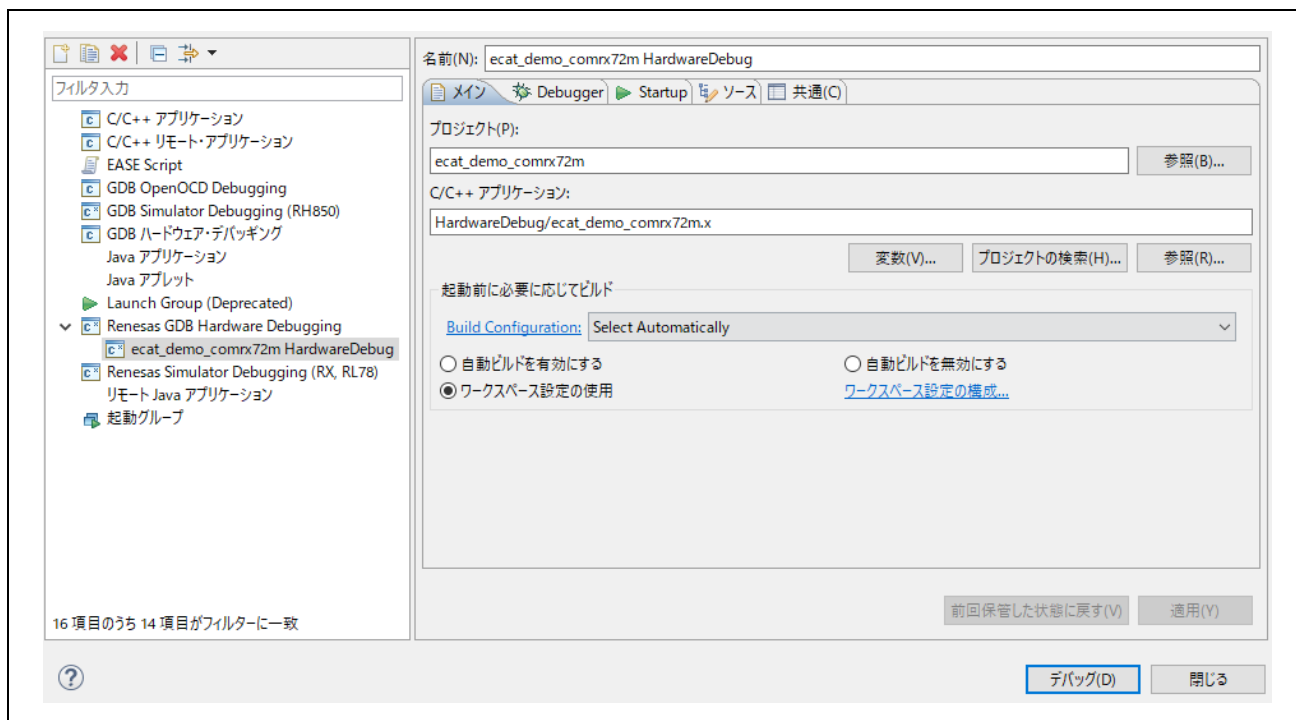 フィルタ入力
C/C++ アプリケーション
C/C++ リモート・アプリケーション
EASE Script
GDB OpenOCD Debugging
GDB Simulator Debugging (RH850)
GDB ハードウェア・デバッギング
Java アプリケーション
Java アプレット
Launch Group (Deprecated)
Renesas GDB Hardware Debugging
ecat_demo_comrx72m HardwareDebug
Renesas Simulator Debugging (RX, RL78)
リモート Java アプリケーション
起動グループ
16 項目のうち 14 項目がフィルターに一致
名前(N): ecat_demo_comrx72m HardwareDebug
メイン Debugger Startup ソース 共通(C)
プロジェクト(P):
ecat_demo_comrx72m 参照(B)...
C/C++ アプリケーション:
HardwareDebug/ecat_demo_comrx72m.x
変数(V)... プロジェクトの検索(H)... 参照(R)...
起動前に必要に応じてビルド
Build Configuration: Select Automatically
自動ビルドを有効にする 自動ビルドを無効にする
ワークスペース設定の使用 ワークスペース設定の構成...
前回保管した状態に戻す(V) 適用(Y)
? デバッグ(D) 閉じる